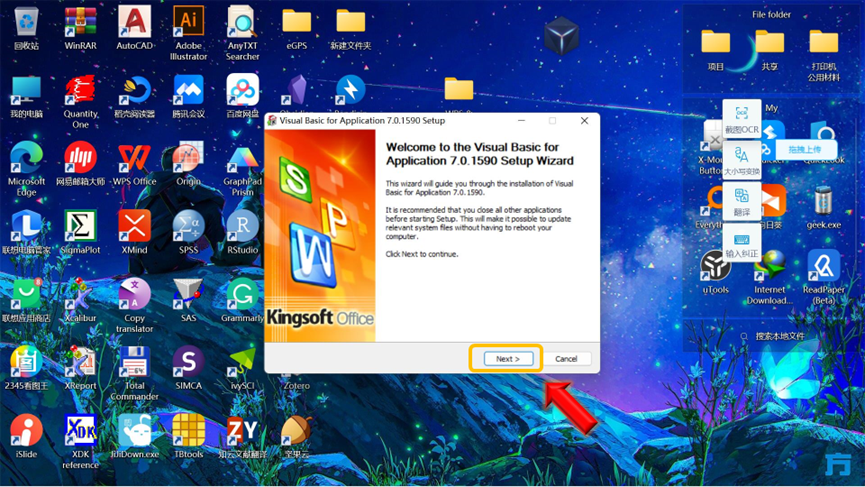 回收站
WinRAR
AutoCAD
Adobe
Illustrator
AnyTXT
Searcher
eGPS
新建文件夹
File folder
项目
共享
打印机
公用材料
我的电脑
Quantity_
One
稻壳阅读器
腾讯会议
百度网盘
My
截图OCR
拖拽上传
大小写变换
翻译
输入纠正
X-Mou
Button
QuickLook
Microsoft
Edge
网易邮箱大师
WPS Office
Origin
GraphPad
Prism
Everythi
向日葵
geek.exe
联想电脑管家
SigmaPlot
XMind
SPSS
RStudio
uTools
Internet
Download...
ReadPaper
(Beta)
联想应用商店
Xcalibur
Copy
translator
SAS
Grammarly
搜索本地文件
2345看图王
XReport
Total
Commander
SIMCA
ivySCI
Zotero
iSlide
XDK
reference
JiJiDown.exe
TBtools
知云文献翻译
坚果云
Visual Basic for Application 7.0.1590 Setup
Welcome to the Visual Basic for
Application 7.0.1590 Setup Wizard
This wizard will guide you through the installation of Visual
Basic for Application 7.0.1590.
It is recommended that you close all other applications
before starting Setup. This will make it possible to update
relevant system files without having to reboot your
computer.
Click Next to continue.
S
P
W
Kingsoft Office
Next >
Cancel